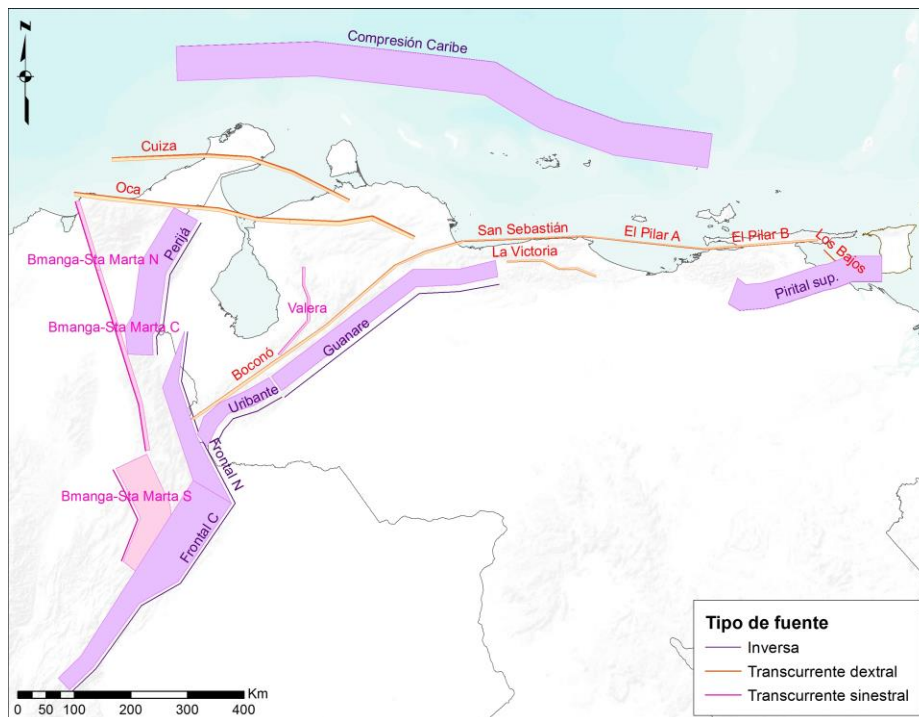 N
Compresión Caribe
Cuiza
Oca
San Sebastián
El Pilar A
El Pilar B
Los Bajos
La Victoria
Perijá
Bmanga-Sta Marta N
Pirital sup.
Valera
Bmanga-Sta Marta C
Guanare
Boconó
Uribante
Frontal N
Bmanga-Sta Marta S
Frontal C
Tipo de fuente
Inversa
Transcurrente dextral
Transcurrente sinestral
Km
0 50 100 200 300 400